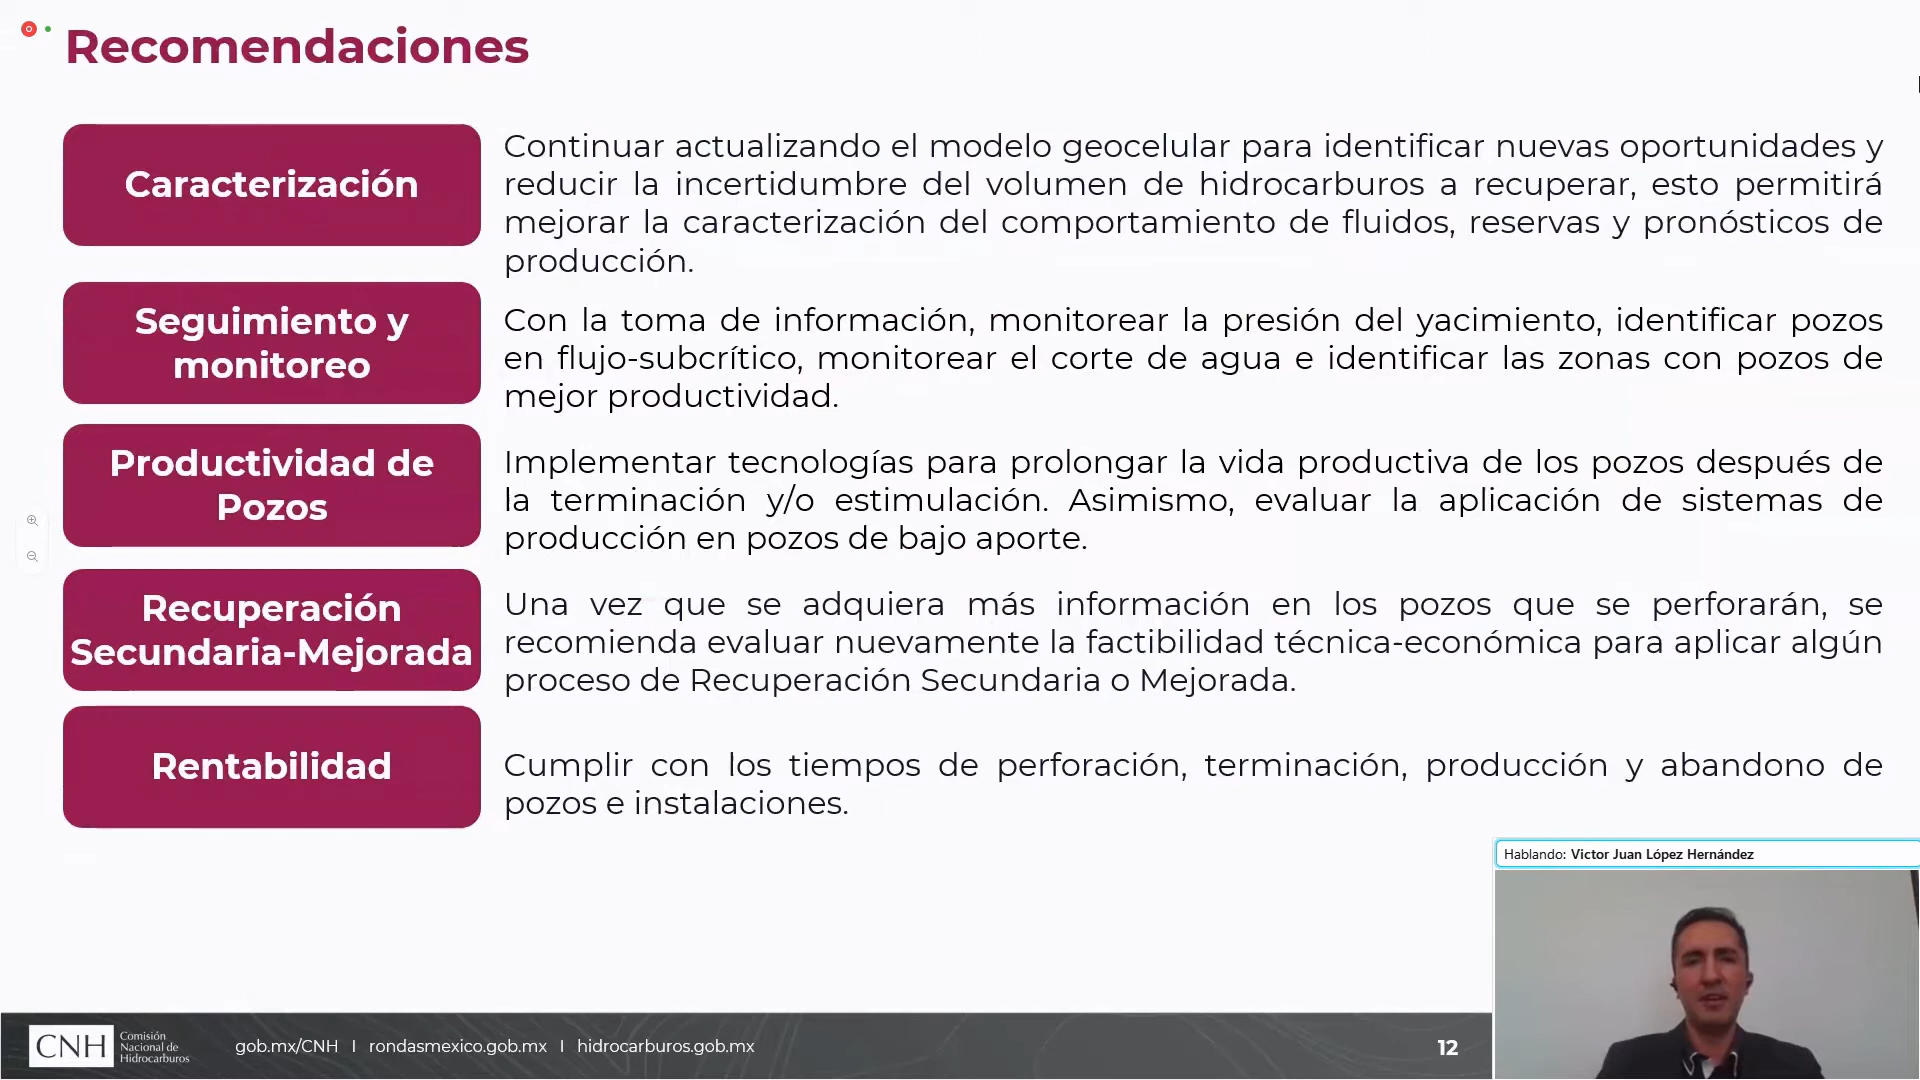 Recomendaciones
Caracterización
Continuar actualizando el modelo geocelular para identificar nuevas oportunidades y
reducir la incertidumbre del volumen de hidrocarburos a recuperar, esto permitirá
mejorar la caracterización del comportamiento de fluidos, reservas y pronósticos de
producción.
Seguimiento y
monitoreo
Con la toma de información, monitorear la presión del yacimiento, identificar pozos
en flujo-subcrítico, monitorear el corte de agua e identificar las zonas con pozos de
mejor productividad.
Productividad de
Pozos
Implementar tecnologías para prolongar la vida productiva de los pozos después de
la terminación y/o estimulación. Asimismo, evaluar la aplicación de sistemas de
producción en pozos de bajo aporte.
Recuperación
Secundaria-Mejorada
Una vez que se adquiera más información en los pozos que se perforarán, se
recomienda evaluar nuevamente la factibilidad técnica-económica para aplicar algún
proceso de Recuperación Secundaria o Mejorada.
Rentabilidad
Cumplir con los tiempos de perforación, terminación, producción y abandono de
pozos e instalaciones.
Hablando: Victor Juan López Hernández
CNH
Comisión
Nacional de
Hidrocarburos
gob.mx/CNH I rondasmexico.gob.mx I hidrocarburos.gob.mx
12